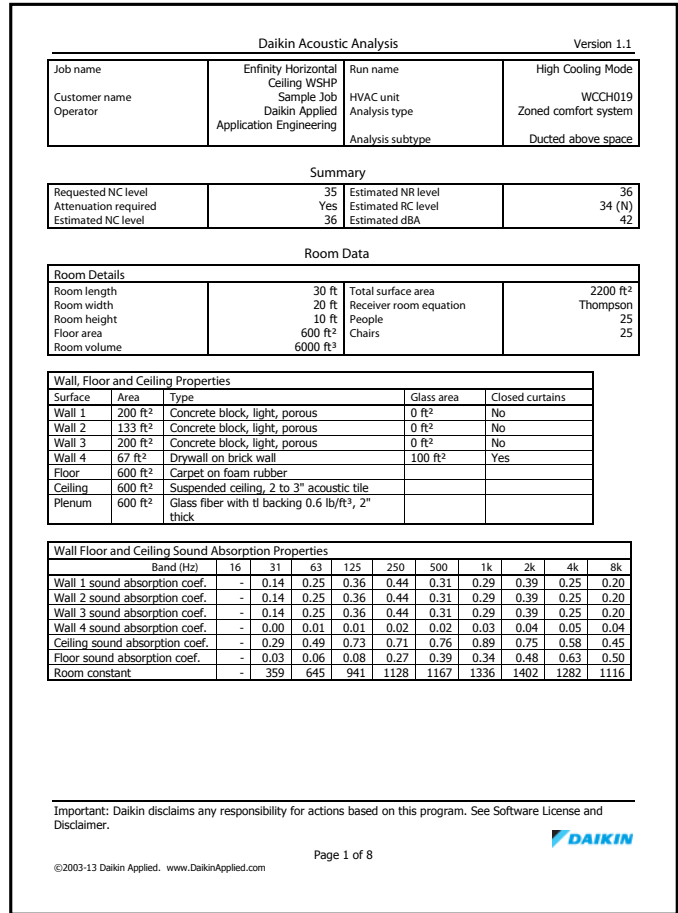 Daikin Acoustic Analysis Version 1.1
Job name Enfinity Horizontal Run name High Cooling Mode
Ceiling WSHP
Customer name Sample Job HVAC unit WCCH019
Operator Daikin Applied Analysis type Zoned comfort system
Application Engineering
Analysis subtype Ducted above space
Summary
Requested NC level 35 Estimated NR level 36
Attenuation required Yes Estimated RC level 34 (N)
Estimated NC level 36 Estimated dBA 42
Room Data
Room Details
Room length 30 ft Total surface area 2200 ft²
Room width 20 ft Receiver room equation Thompson
Room height 10 ft People 25
Floor area 600 ft² Chairs 25
Room volume 6000 ft³
Wall, Floor and Ceiling Properties
Surface Area Type Glass area Closed curtains
Wall 1 200 ft² Concrete block, light, porous 0 ft² No
Wall 2 133 ft² Concrete block, light, porous 0 ft² No
Wall 3 200 ft² Concrete block, light, porous 0 ft² No
Wall 4 67 ft² Drywall on brick wall 100 ft² Yes
Floor 600 ft² Carpet on foam rubber
Ceiling 600 ft² Suspended ceiling, 2 to 3" acoustic tile
Plenum 600 ft² Glass fiber with tl backing 0.6 lb/ft³, 2"
thick
Wall Floor and Ceiling Sound Absorption Properties
Band (Hz) 16 31 63 125 250 500 1k 2k 4k 8k
Wall 1 sound absorption coef. - 0.14 0.25 0.36 0.44 0.31 0.29 0.39 0.25 0.20
Wall 2 sound absorption coef. - 0.14 0.25 0.36 0.44 0.31 0.29 0.39 0.25 0.20
Wall 3 sound absorption coef. - 0.14 0.25 0.36 0.44 0.31 0.29 0.39 0.25 0.20
Wall 4 sound absorption coef. - 0.00 0.01 0.01 0.02 0.02 0.03 0.04 0.05 0.04
Ceiling sound absorption coef. - 0.29 0.49 0.73 0.71 0.76 0.89 0.75 0.58 0.45
Floor sound absorption coef. - 0.03 0.06 0.08 0.27 0.39 0.34 0.48 0.63 0.50
Room constant - 359 645 941 1128 1167 1336 1402 1282 1116
Important: Daikin disclaims any responsibility for actions based on this program. See Software License and
Disclaimer.
DAIKIN
Page 1 of 8
©2003-13 Daikin Applied. www.DaikinApplied.com